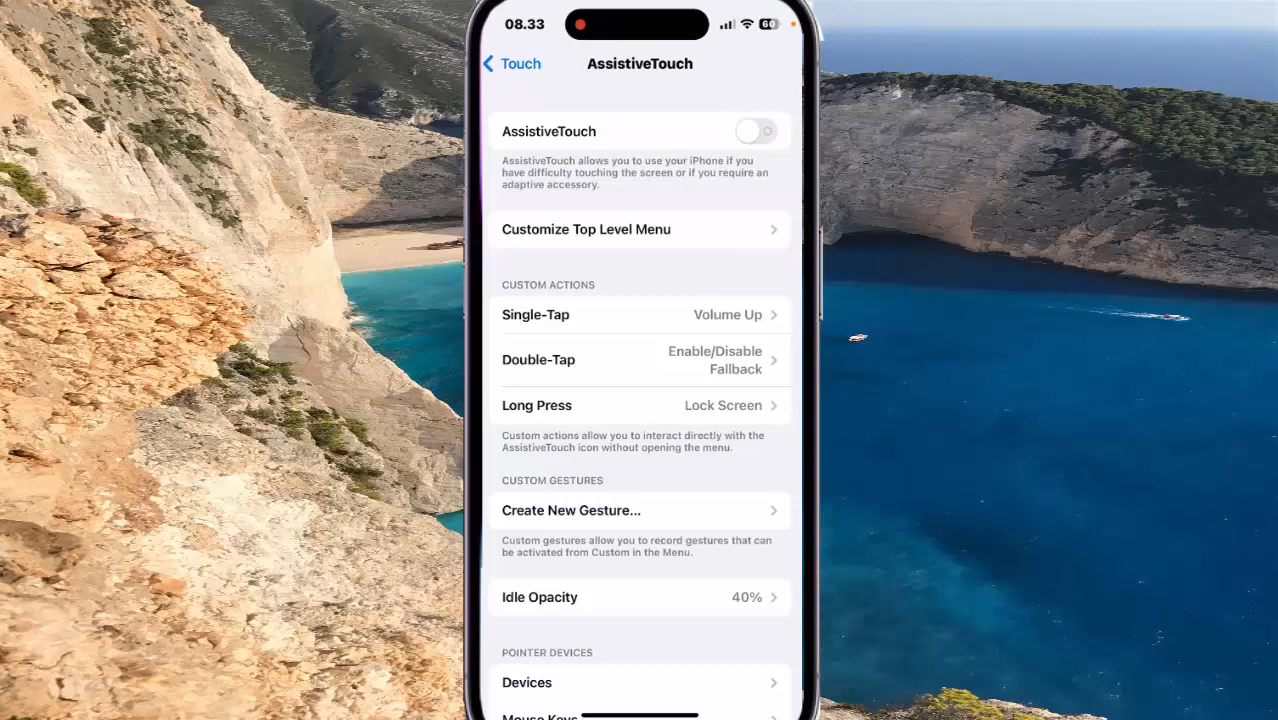 08.33
60
Touch
AssistiveTouch
AssistiveTouch
AssistiveTouch allows you to use your iPhone if you
have difficulty touching the screen or if you require an
adaptive accessory.
Customize Top Level Menu
CUSTOM ACTIONS
Single-Tap
Volume Up
Double-Tap
Enable/Disable
Fallback
Long Press
Lock Screen
Custom actions allow you to interact directly with the
AssistiveTouch icon without opening the menu.
CUSTOM GESTURES
Create New Gesture...
Custom gestures allow you to record gestures that can
be activated from Custom in the Menu.
Idle Opacity
40%
POINTER DEVICES
Devices
Mouse Keys